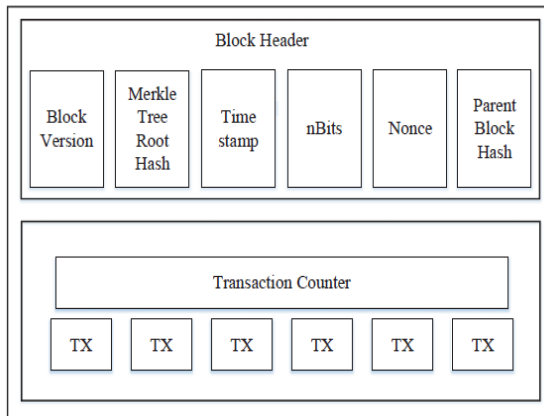 Block Header
Block
Version
Merkle
Tree
Root
Hash
Time
stamp
nBits
Nonce
Parent
Block
Hash
Transaction Counter
TX
TX
TX
TX
TX
TX